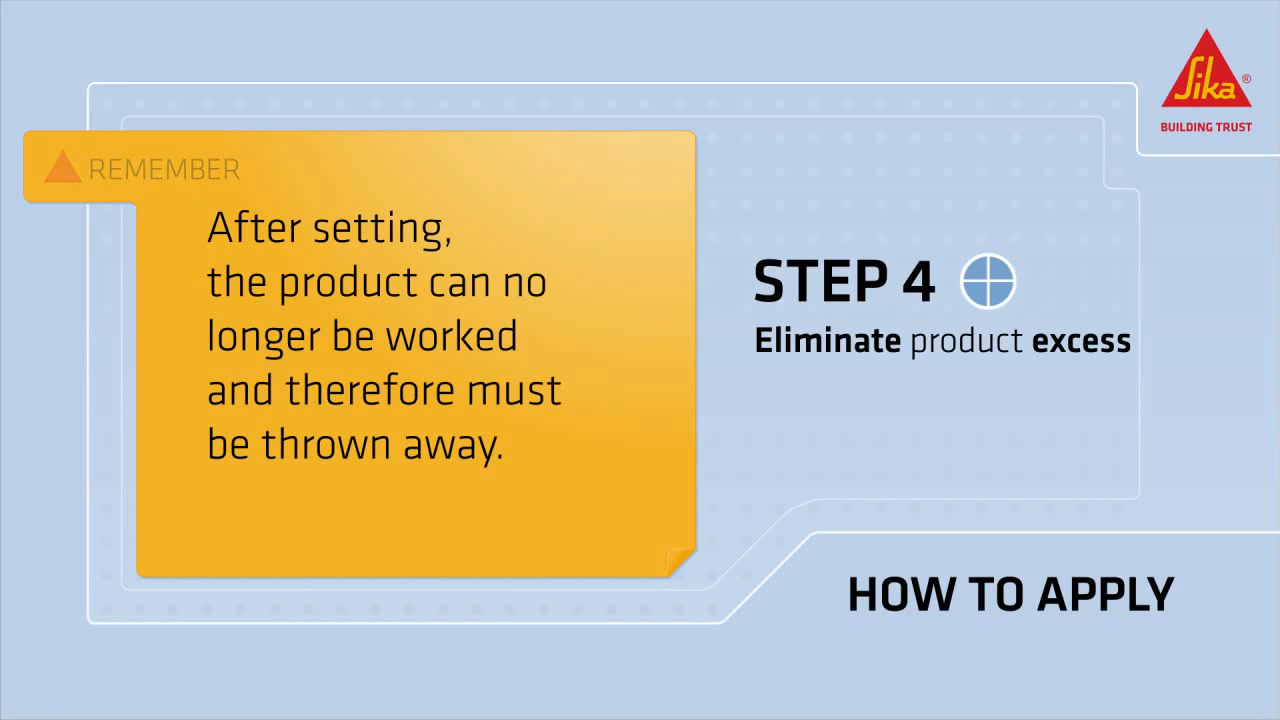 Sika®
BUILDING TRUST
REMEMBER
After setting,
the product can no
longer be worked
and therefore must
be thrown away.
STEP 4
Eliminate product excess
HOW TO APPLY